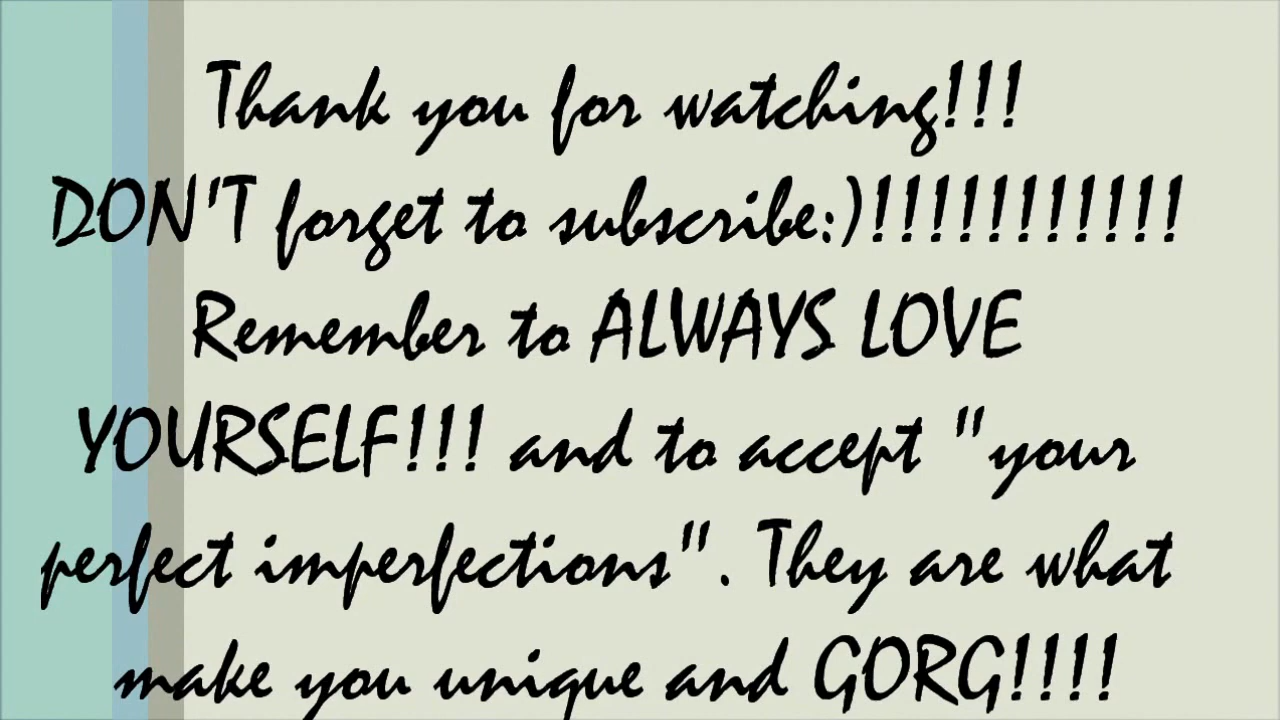 Thank you for watching!!!
DON'T forget to subscribe:)!!!!!!!!!!!
Remember to ALWAYS LOVE
YOURSELF!!! and to accept "your
perfect imperfections". They are what
make you unique and GORG!!!!